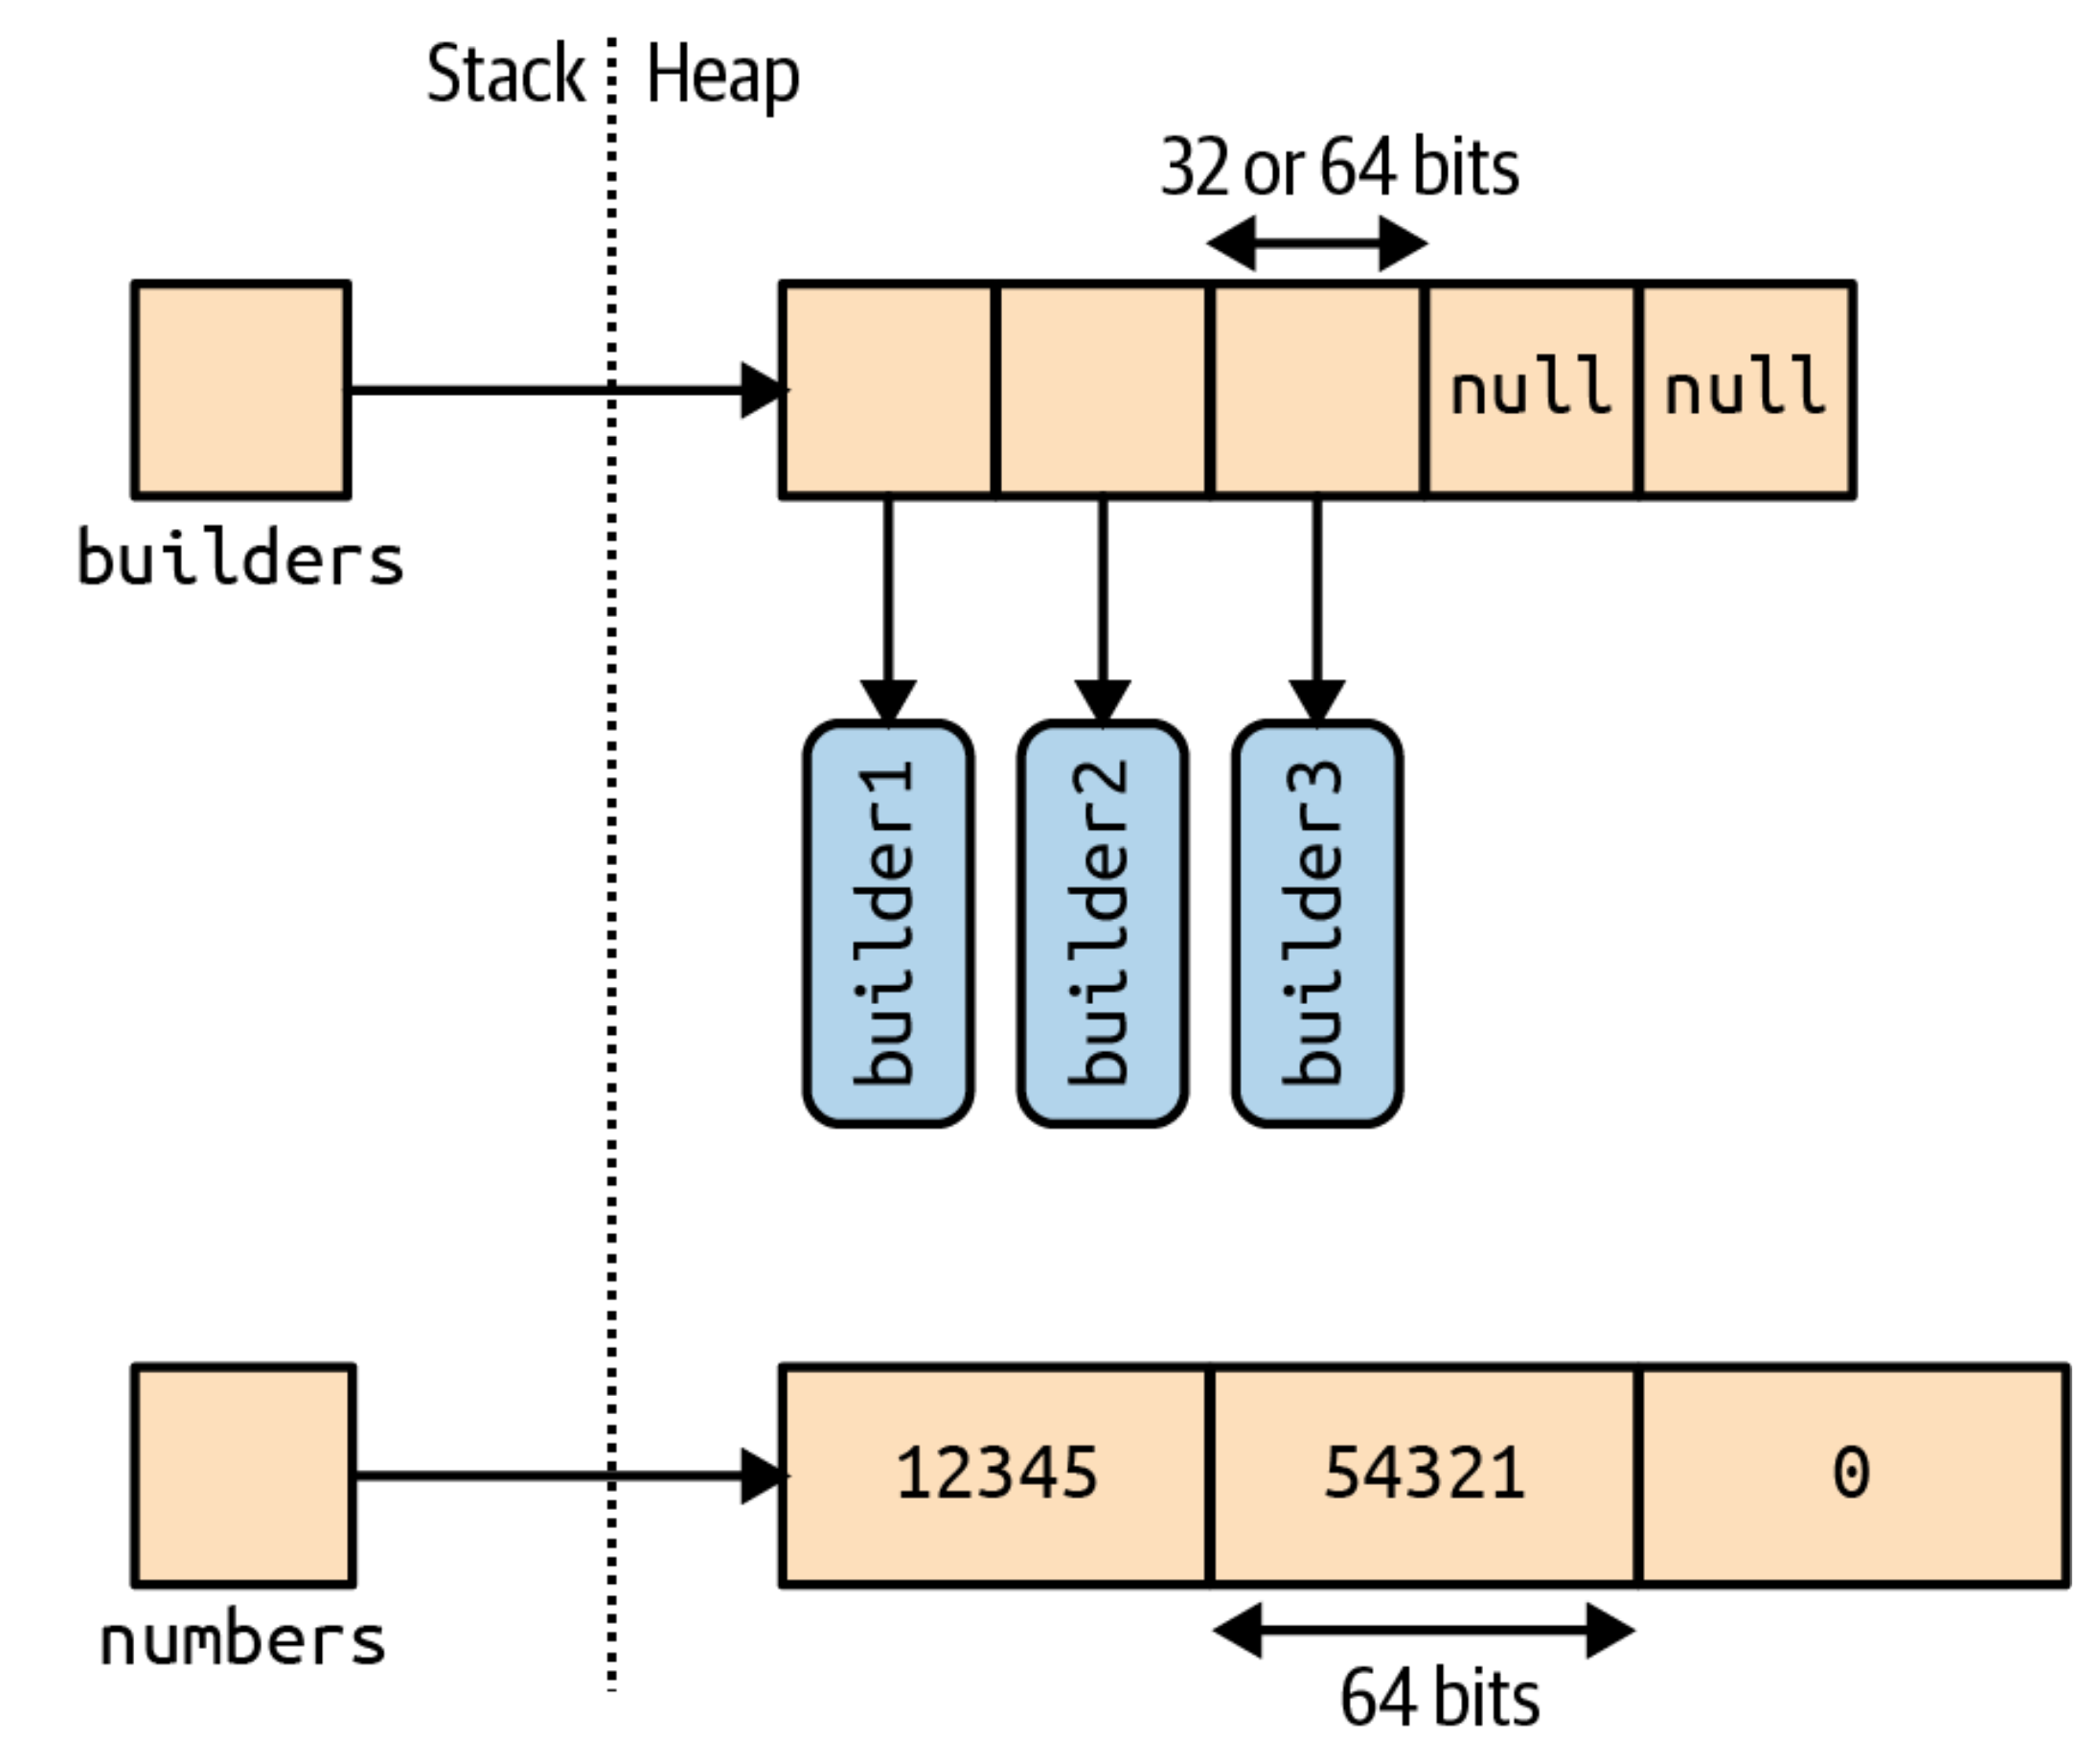 Stack Heap
32 or 64 bits
null null
builders
builder1 builder2 builder3
12345 54321 0
numbers
64 bits